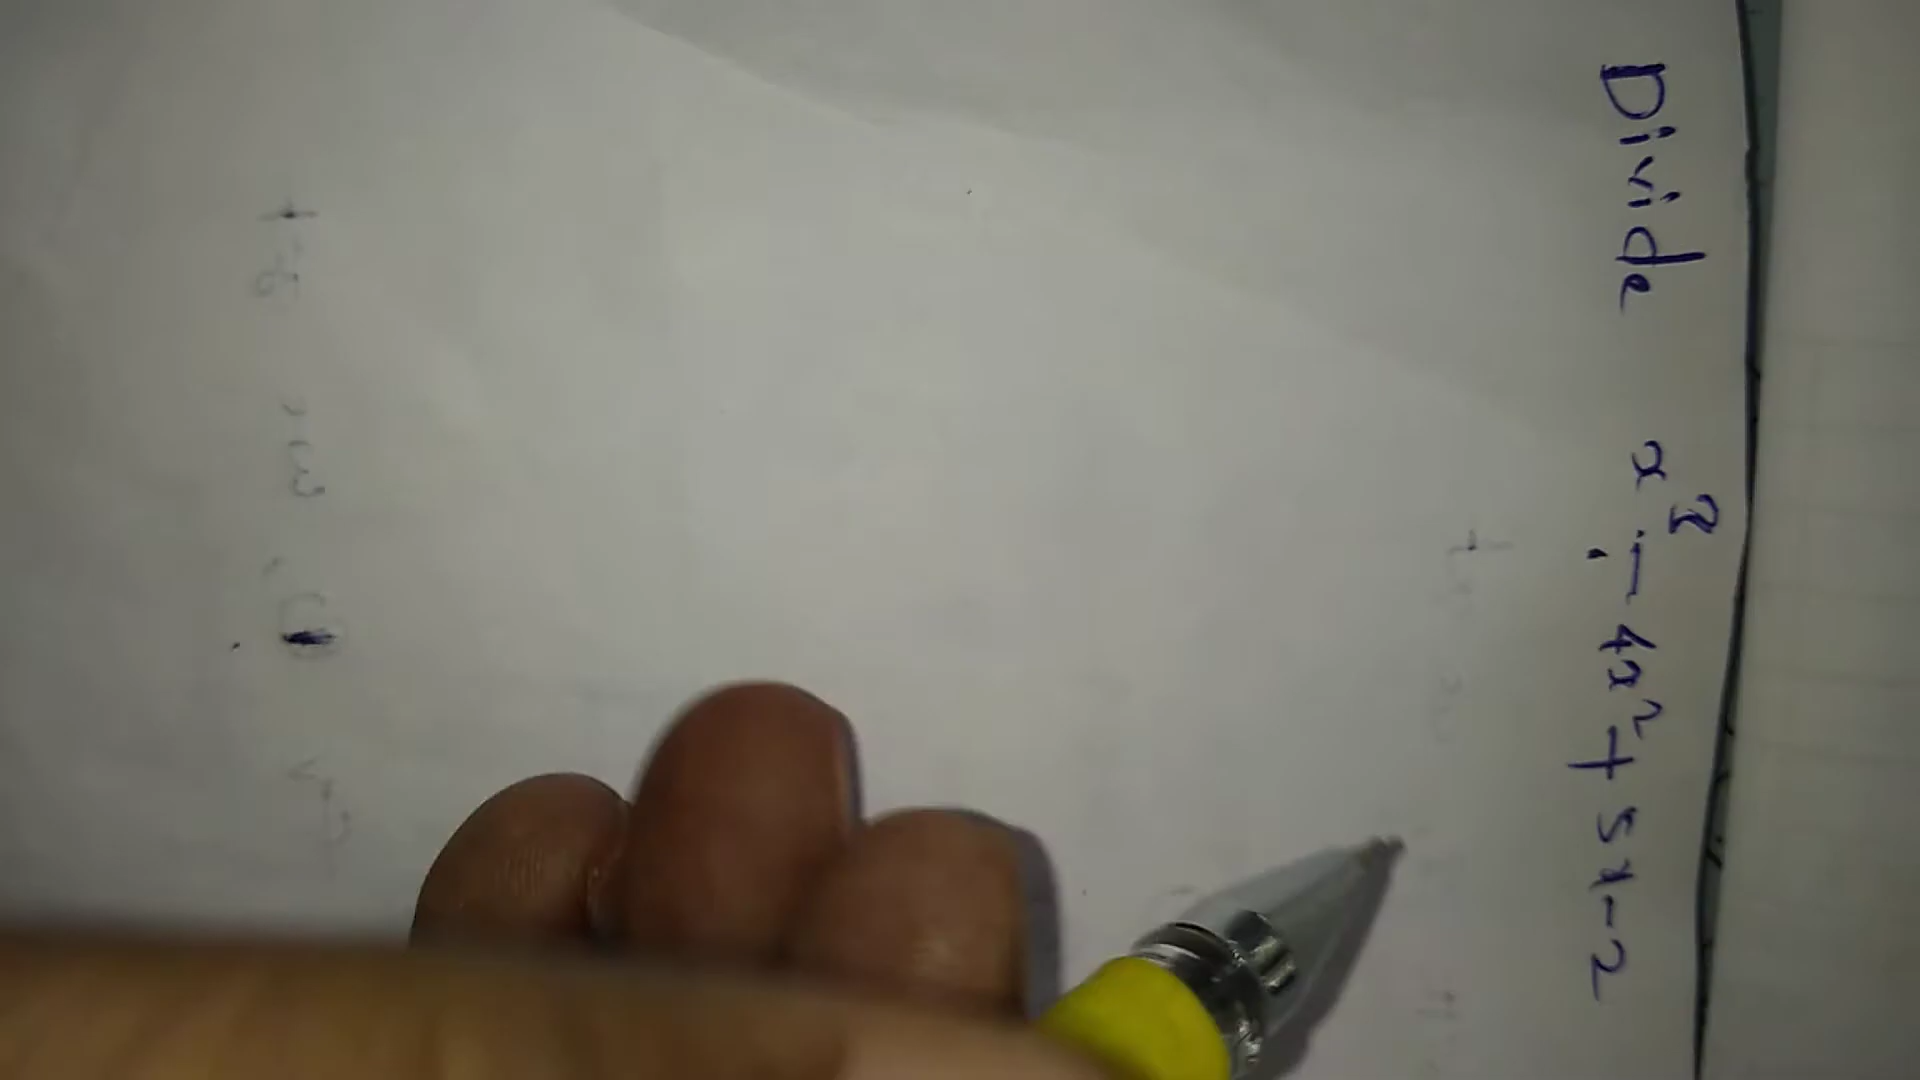 Divide x³ - 4x² + 5x - 2